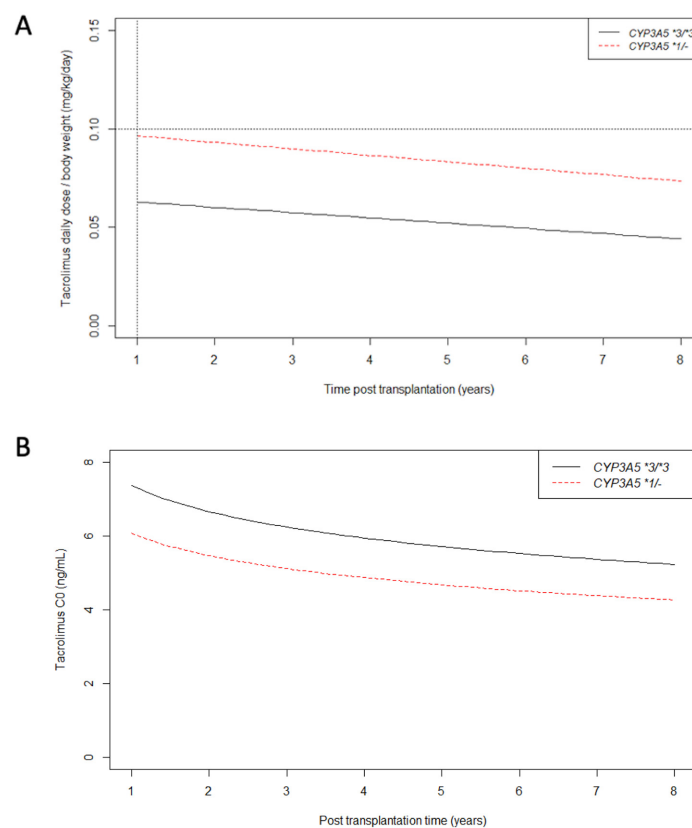 A
CYP3A5 *3/*3
CYP3A5 *1/-
Tacrolimus daily dose / body weight (mg/kg/day)
0.15
0.10
0.05
0.00
1 2 3 4 5 6 7 8
Time post transplantation (years)
B
CYP3A5 *3/*3
CYP3A5 *1/-
Tacrolimus C0 (ng/mL)
8
6
4
2
0
1 2 3 4 5 6 7 8
Post transplantation time (years)